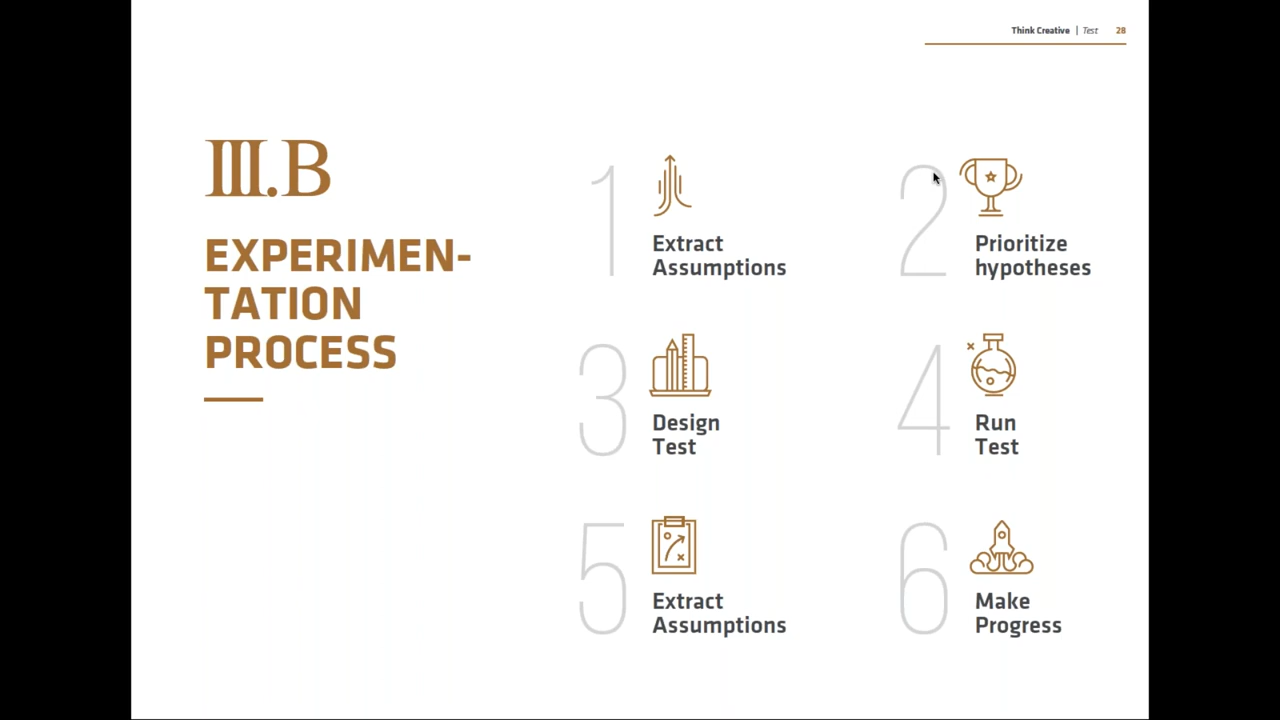 Think Creative | Test 28
III.B
EXPERIMEN-
TATION
PROCESS
1
Extract
Assumptions
2
Prioritize
hypotheses
3
Design
Test
4
Run
Test
5
Extract
Assumptions
6
Make
Progress